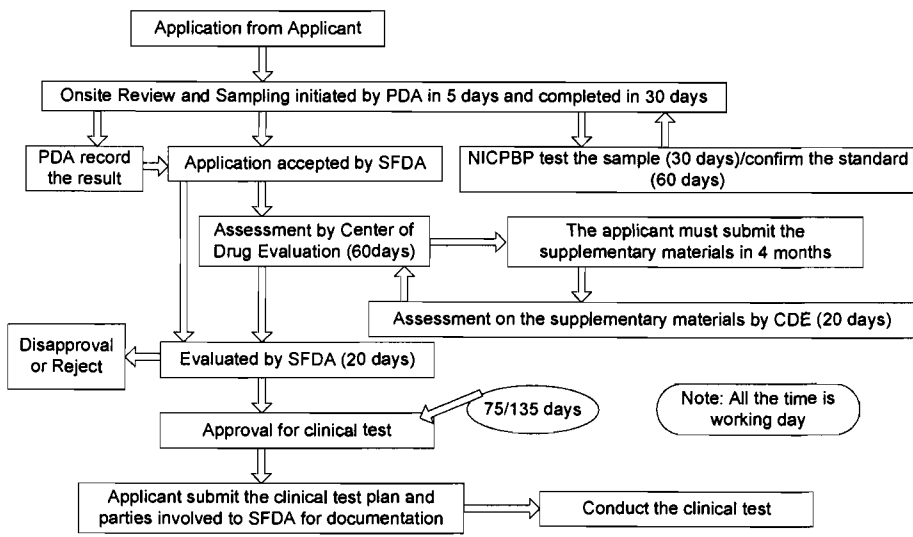 Application from Applicant
Onsite Review and Sampling initiated by PDA in 5 days and completed in 30 days
PDA record
the result
Application accepted by SFDA
NICPBP test the sample (30 days)/confirm the standard
(60 days)
Assessment by Center of
Drug Evaluation (60days)
The applicant must submit the
supplementary materials in 4 months
Assessment on the supplementary materials by CDE (20 days)
Disapproval
or Reject
Evaluated by SFDA (20 days)
75/135 days
Note: All the time is
working day
Approval for clinical test
Applicant submit the clinical test plan and
parties involved to SFDA for documentation
Conduct the clinical test